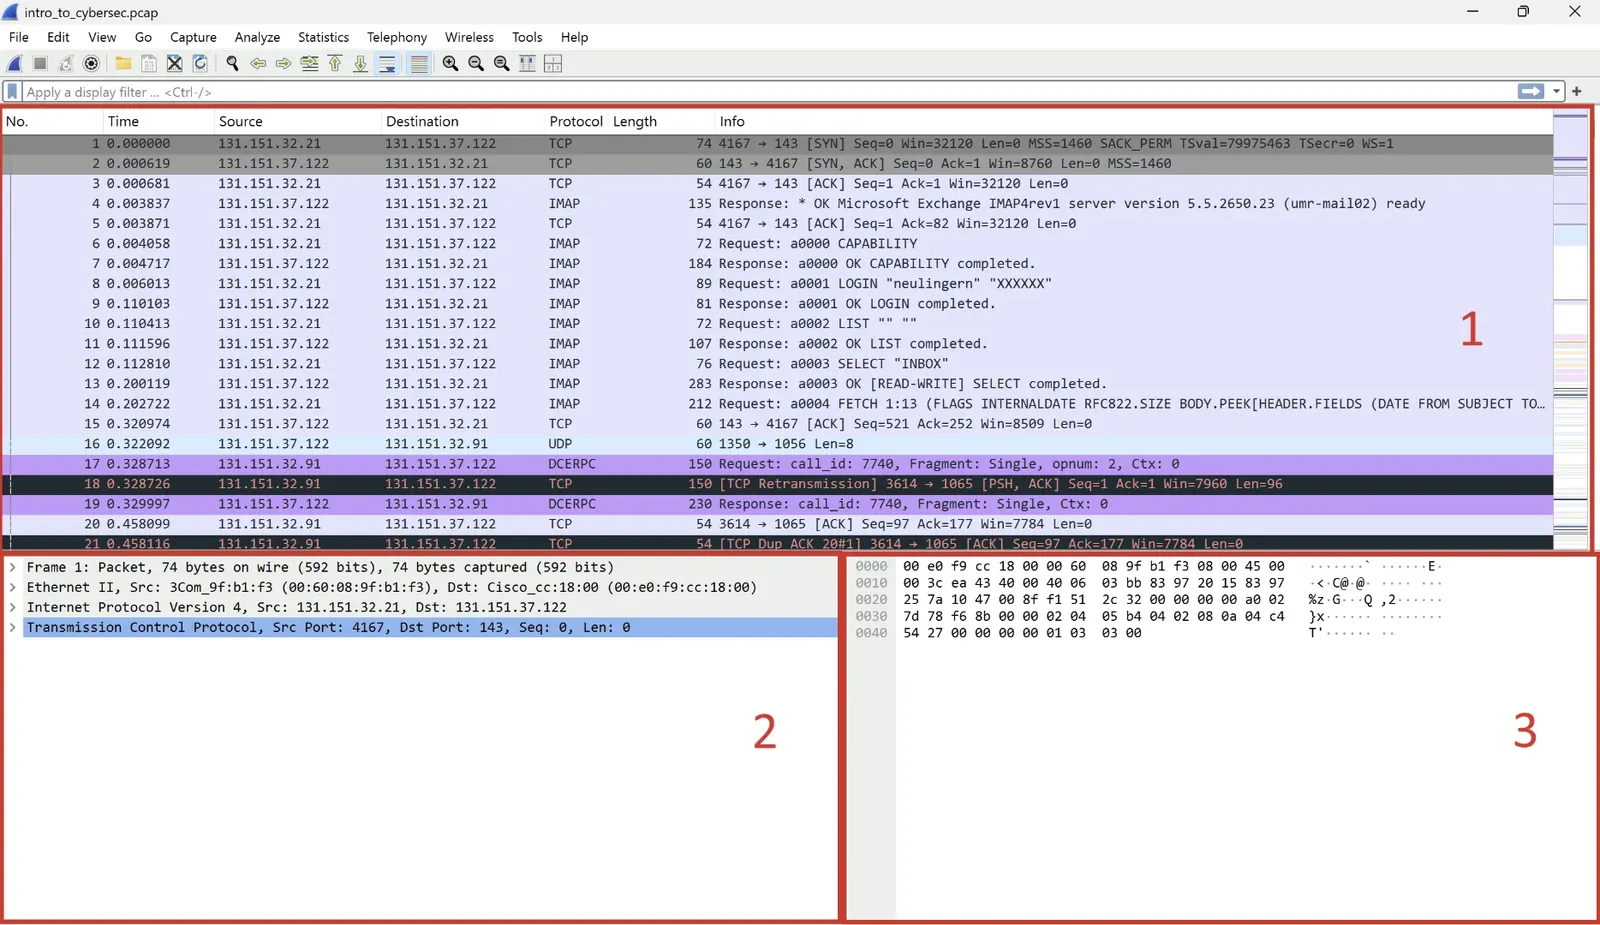 intro_to_cybersec.pcap
File Edit View Go Capture Analyze Statistics Telephony Wireless Tools Help
Apply a display filter ... <Ctrl-/>
No. Time Source Destination Protocol Length Info
1 0.000000 131.151.32.21 131.151.37.122 TCP 74 4167 → 143 [SYN] Seq=0 Win=32120 Len=0 MSS=1460 SACK_PERM TSval=79975463 TSecr=0 WS=1
2 0.000619 131.151.37.122 131.151.32.21 TCP 60 143 → 4167 [SYN, ACK] Seq=0 Ack=1 Win=8760 Len=0 MSS=1460
3 0.000681 131.151.32.21 131.151.37.122 TCP 54 4167 → 143 [ACK] Seq=1 Ack=1 Win=32120 Len=0
4 0.003837 131.151.37.122 131.151.32.21 IMAP 135 Response: * OK Microsoft Exchange IMAP4rev1 server version 5.5.2650.23 (umr-mail02) ready
5 0.003871 131.151.32.21 131.151.37.122 TCP 54 4167 → 143 [ACK] Seq=1 Ack=82 Win=32120 Len=0
6 0.004058 131.151.32.21 131.151.37.122 IMAP 72 Request: a0000 CAPABILITY
7 0.004717 131.151.37.122 131.151.32.21 IMAP 184 Response: a0000 OK CAPABILITY completed.
8 0.006013 131.151.32.21 131.151.37.122 IMAP 89 Request: a0001 LOGIN "neulingern" "XXXXXX"
9 0.110103 131.151.37.122 131.151.32.21 IMAP 81 Response: a0001 OK LOGIN completed.
10 0.110413 131.151.32.21 131.151.37.122 IMAP 72 Request: a0002 LIST "" ""
11 0.111596 131.151.37.122 131.151.32.21 IMAP 107 Response: a0002 OK LIST completed.
12 0.112810 131.151.32.21 131.151.37.122 IMAP 76 Request: a0003 SELECT "INBOX"
13 0.200119 131.151.37.122 131.151.32.21 IMAP 283 Response: a0003 OK [READ-WRITE] SELECT completed.
14 0.202722 131.151.32.21 131.151.37.122 IMAP 212 Request: a0004 FETCH 1:13 (FLAGS INTERNALDATE RFC822.SIZE BODY.PEEK[HEADER.FIELDS (DATE FROM SUBJECT TO...
15 0.320974 131.151.37.122 131.151.32.21 TCP 60 143 → 4167 [ACK] Seq=521 Ack=252 Win=8509 Len=0
16 0.322092 131.151.37.122 131.151.32.91 UDP 60 1350 → 1056 Len=8
17 0.328713 131.151.32.91 131.151.37.122 DCERPC 150 Request: call_id: 7740, Fragment: Single, opnum: 2, Ctx: 0
18 0.328726 131.151.32.91 131.151.37.122 TCP 150 [TCP Retransmission] 3614 → 1065 [PSH, ACK] Seq=1 Ack=1 Win=7960 Len=96
19 0.329997 131.151.37.122 131.151.32.91 DCERPC 230 Response: call_id: 7740, Fragment: Single, Ctx: 0
20 0.458099 131.151.32.91 131.151.37.122 TCP 54 3614 → 1065 [ACK] Seq=97 Ack=177 Win=7784 Len=0
21 0.458116 131.151.32.91 131.151.37.122 TCP 54 [TCP Dup ACK 20#1] 3614 → 1065 [ACK] Seq=97 Ack=177 Win=7784 Len=0
1
Frame 1: Packet, 74 bytes on wire (592 bits), 74 bytes captured (592 bits)
Ethernet II, Src: 3Com_9f:b1:f3 (00:60:08:9f:b1:f3), Dst: Cisco_cc:18:00 (00:e0:f9:cc:18:00)
Internet Protocol Version 4, Src: 131.151.32.21, Dst: 131.151.37.122
Transmission Control Protocol, Src Port: 4167, Dst Port: 143, Seq: 0, Len: 0
2
0000 00 e0 f9 cc 18 00 00 60 08 9f b1 f3 08 00 45 00 ·······` ······E·
0010 00 3c ea 43 40 00 40 06 03 bb 83 97 20 15 83 97 ·<·C@·@· ···· ···
0020 25 7a 10 47 00 8f f1 51 2c 32 00 00 00 00 a0 02 %z·G···Q ,2······
0030 7d 78 f6 8b 00 00 02 04 05 b4 04 02 08 0a 04 c4 }x······ ········
0040 54 27 00 00 00 00 01 03 03 00 T'······ ··
3